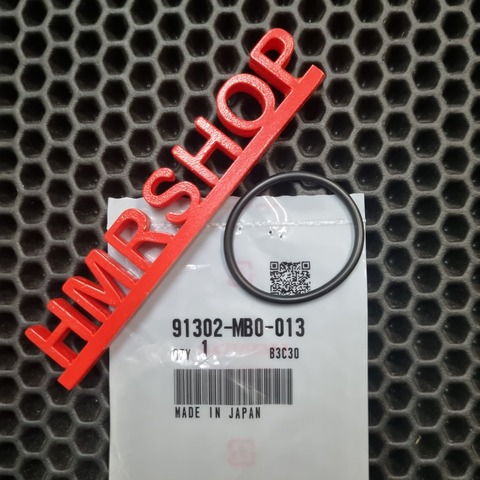 HMRSHOP
91302-MB0-013
QTY 1 B3C30
MADE IN JAPAN